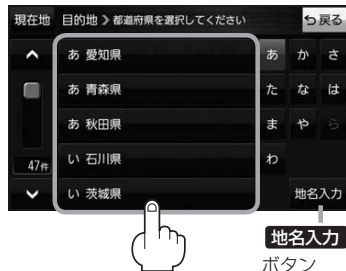 現在地 目的地 》都道府県を選択してください 戻る
あ 愛知県 あ か さ
あ 青森県 た な は
あ 秋田県 ま や ら
い 石川県 わ
47件
い 茨城県 地名入力
地名入力
ボタン